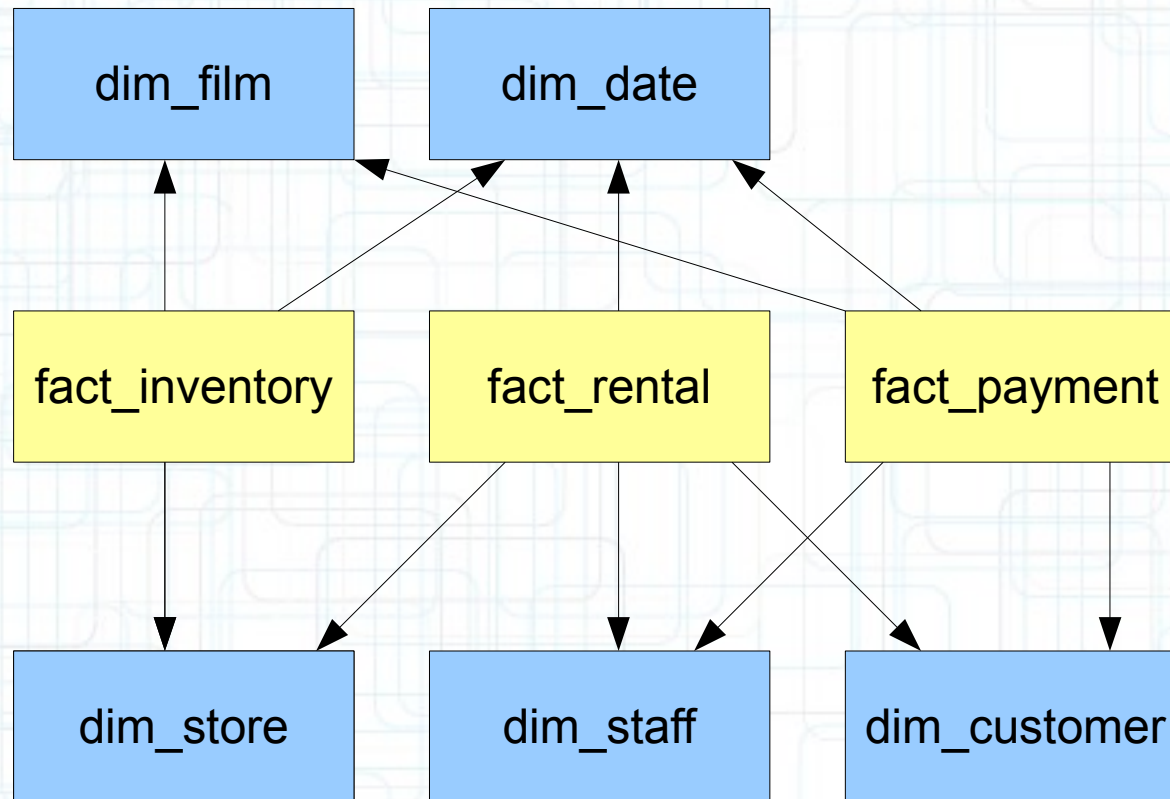 dim_film
dim_date
fact_inventory
fact_rental
fact_payment
dim_store
dim_staff
dim_customer